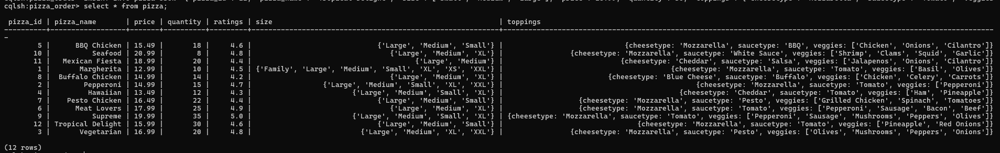 cqlsh:pizza_order> select * from pizza;
pizza_id | pizza_name | price | quantity | ratings | size | toppings
----------+------------------+-------+----------+---------+----------------------------------------------------------+---------------------------------------------------------------------------------------------------------------------
-
5 | BBQ Chicken | 15.49 | 18 | 4.6 | {'Large', 'Medium', 'Small'} | {cheesetype: 'Mozzarella', saucetype: 'BBQ', veggies: ['Chicken', 'Onions', 'Cilantro']}
10 | Seafood | 20.99 | 8 | 4.8 | {'Large', 'Medium', 'XL'} | {cheesetype: 'Mozzarella', saucetype: 'White Sauce', veggies: ['Shrimp', 'Clams', 'Squid', 'Garlic']}
11 | Mexican Fiesta | 18.99 | 20 | 4.4 | {'Large', 'Medium'} | {cheesetype: 'Cheddar', saucetype: 'Salsa', veggies: ['Jalapenos', 'Onions', 'Cilantro']}
1 | Margherita | 12.99 | 10 | 4.5 | {'Family', 'Large', 'Medium', 'Small', 'XL', 'XS', 'XXL'} | {cheesetype: 'Mozzarella', saucetype: 'Tomato', veggies: ['Basil', 'Olives']}
8 | Buffalo Chicken | 14.99 | 14 | 4.2 | {'Large', 'Medium', 'XL'} | {cheesetype: 'Blue Cheese', saucetype: 'Buffalo', veggies: ['Chicken', 'Celery', 'Carrots']}
2 | Pepperoni | 14.99 | 15 | 4.7 | {'Large', 'Medium', 'Small', 'XL', 'XXL'} | {cheesetype: 'Mozzarella', saucetype: 'Tomato', veggies: ['Pepperoni']}
4 | Hawaiian | 13.49 | 12 | 4.3 | {'Large', 'Medium', 'Small', 'XL'} | {cheesetype: 'Cheddar', saucetype: 'Tomato', veggies: ['Ham', 'Pineapple']}
7 | Pesto Chicken | 16.49 | 22 | 4.4 | {'Large', 'Medium', 'Small'} | {cheesetype: 'Mozzarella', saucetype: 'Pesto', veggies: ['Grilled Chicken', 'Spinach', 'Tomatoes']}
6 | Meat Lovers | 17.99 | 25 | 4.9 | {'Large', 'Medium', 'XL'} | {cheesetype: 'Mozzarella', saucetype: 'Tomato', veggies: ['Pepperoni', 'Sausage', 'Bacon', 'Beef']}
9 | Supreme | 19.99 | 35 | 5.0 | {'Large', 'Medium', 'Small', 'XL'} | {cheesetype: 'Mozzarella', saucetype: 'Tomato', veggies: ['Pepperoni', 'Sausage', 'Mushrooms', 'Peppers', 'Olives']}
12 | Tropical Delight | 15.99 | 30 | 4.6 | {'Large', 'Medium', 'Small'} | {cheesetype: 'Mozzarella', saucetype: 'Tomato', veggies: ['Pineapple', 'Red Onions']}
3 | Vegetarian | 16.99 | 20 | 4.8 | {'Large', 'Medium', 'XL', 'XXL'} | {cheesetype: 'Mozzarella', saucetype: 'Pesto', veggies: ['Olives', 'Mushrooms', 'Peppers', 'Onions']}
(12 rows)